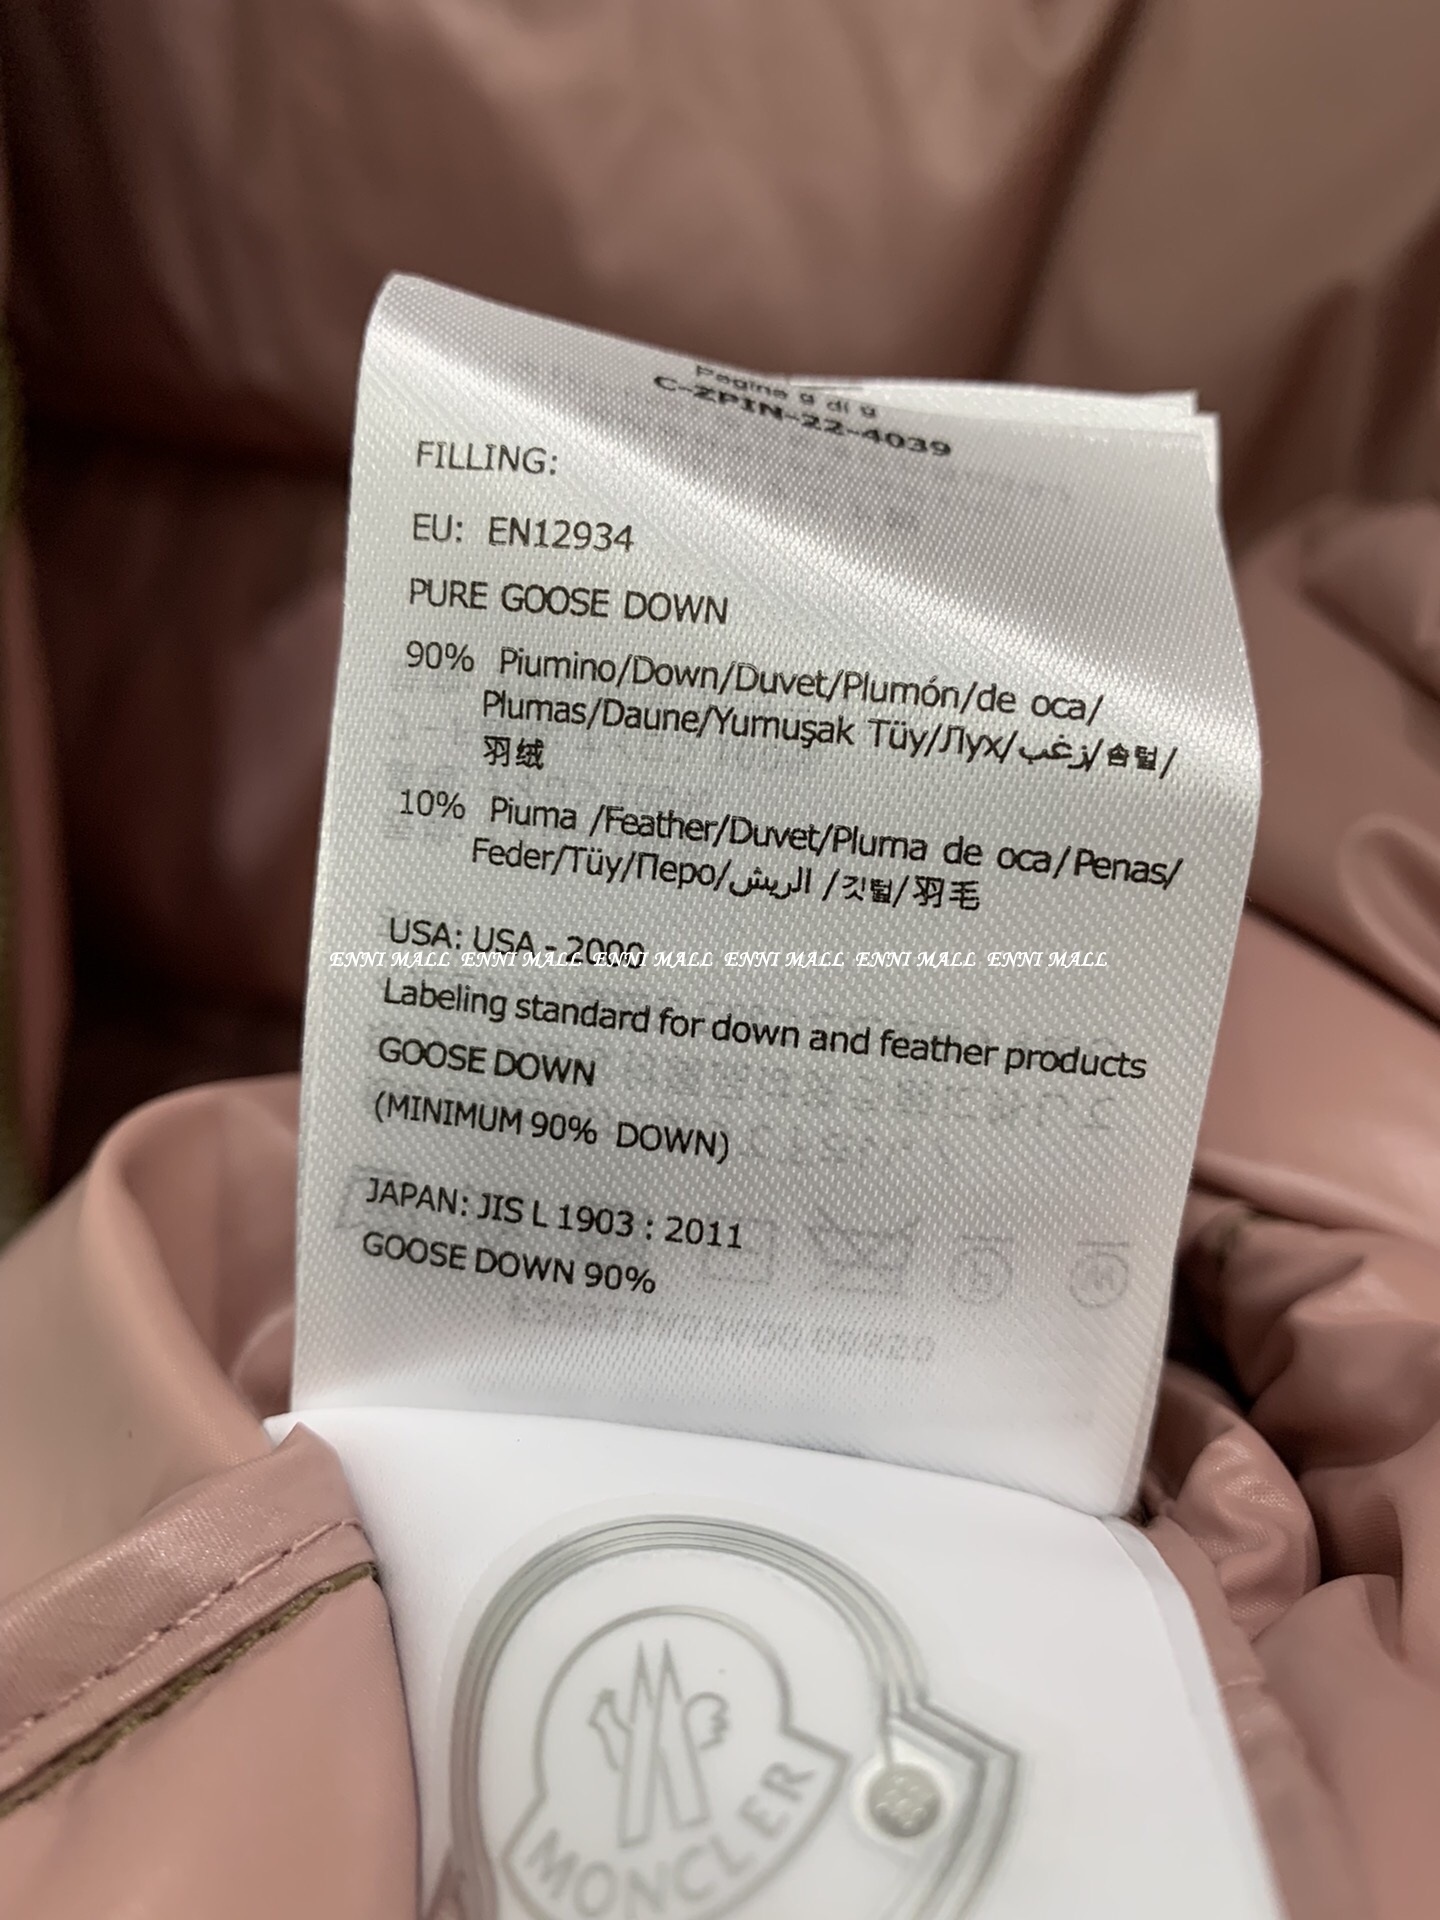 Pagina 9 di 9
C-ZPIN-22-4039
FILLING:
EU: EN12934
PURE GOOSE DOWN
90% Piumino/Down/Duvet/Plumón/de oca/
Plumas/Daune/Yumuşak Tüy/Лух/زغب/솜털/
羽绒
10% Piuma /Feather/Duvet/Pluma de oca/Penas/
Feder/Tüy/Перо/الريش /깃털/羽毛
USA: USA - 2000
ENNI MALL ENNI MALL ENNI MALL ENNI MALL ENNI MALL ENNI MALL
Labeling standard for down and feather products
GOOSE DOWN
(MINIMUM 90% DOWN)
JAPAN: JIS L 1903 : 2011
GOOSE DOWN 90%
MONCLER